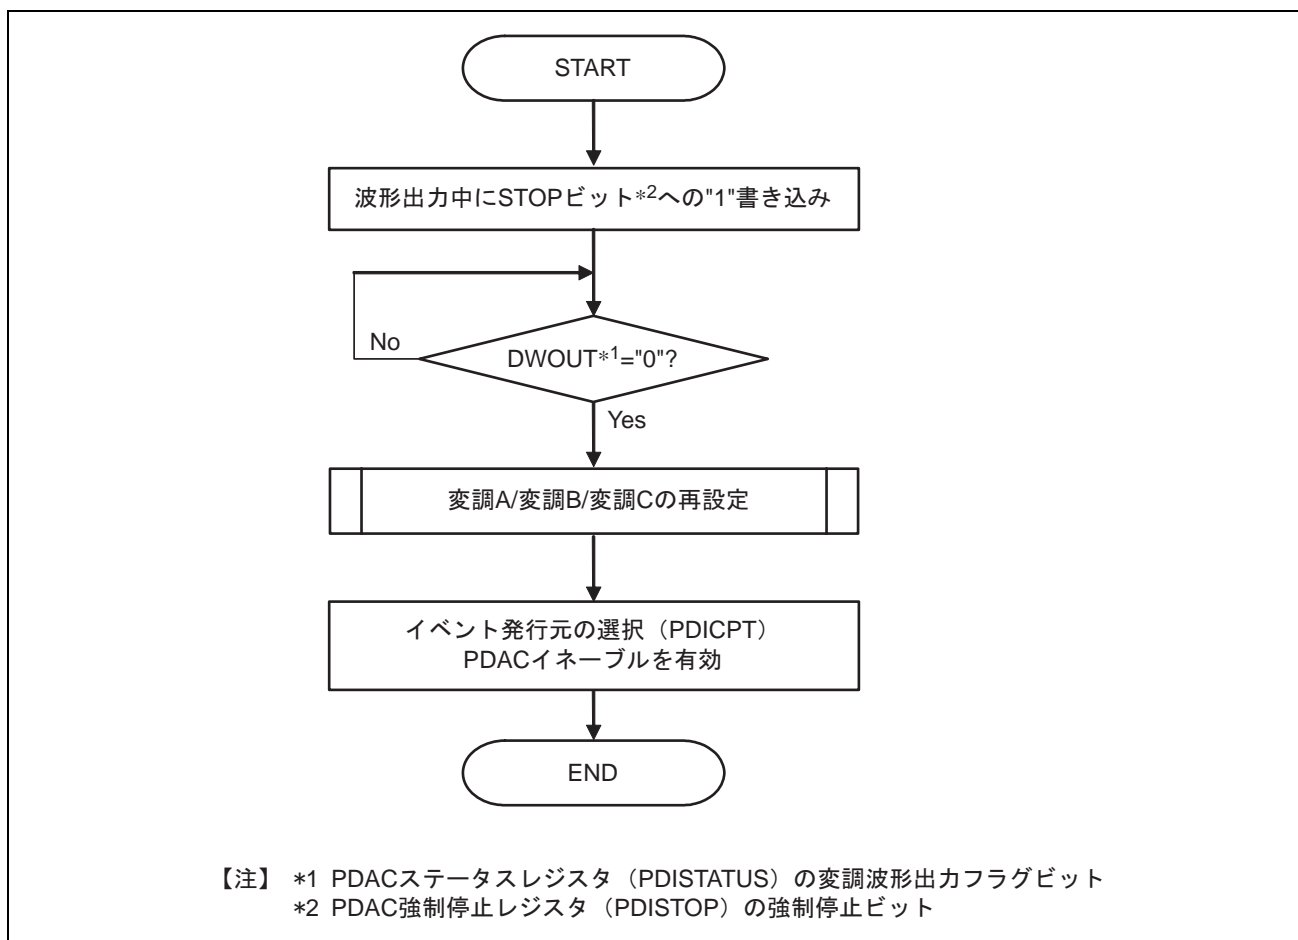 START
波形出力中にSTOPビット*2への"1"書き込み
No
DWOUT*1="0"?
Yes
変調A/変調B/変調Cの再設定
イベント発行元の選択（PDICPT）
PDACイネーブルを有効
END
【注】 *1 PDACステータスレジスタ（PDISTATUS）の変調波形出力フラグビット
*2 PDAC強制停止レジスタ（PDISTOP）の強制停止ビット